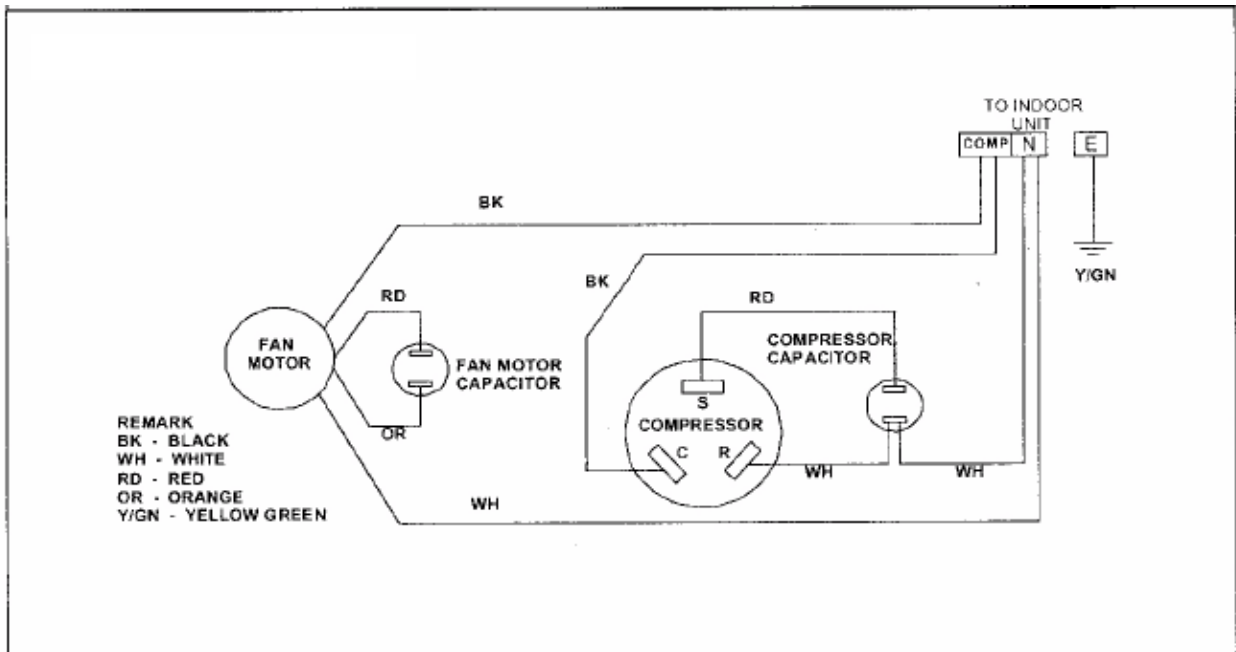 TO INDOOR
UNIT
COMP N E
BK
Y/GN
BK
RD
RD
COMPRESSOR
CAPACITOR
FAN
MOTOR
FAN MOTOR
CAPACITOR
S
COMPRESSOR
C R
OR
WH WH
WH
REMARK
BK - BLACK
WH - WHITE
RD - RED
OR - ORANGE
Y/GN - YELLOW GREEN